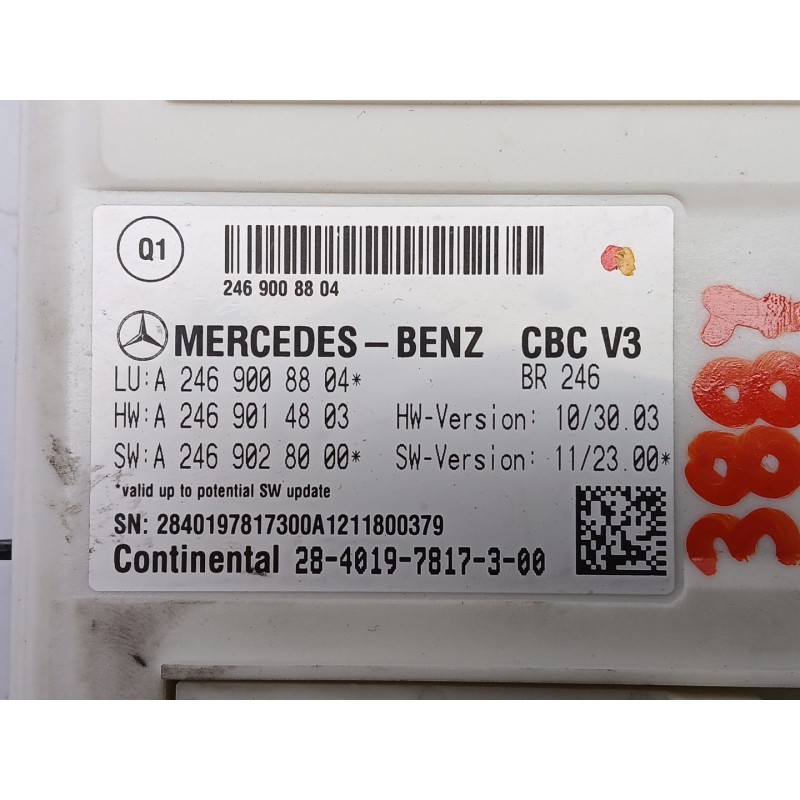 Q1
246 900 88 04
MERCEDES-BENZ CBC V3
LU:A 246 900 88 04* BR 246
HW:A 246 901 48 03 HW-Version: 10/30.03
SW:A 246 902 80 00* SW-Version: 11/23.00*
*valid up to potential SW update
SN: 2840197817300A1211800379
Continental 28-4019-7817-3-00
3881